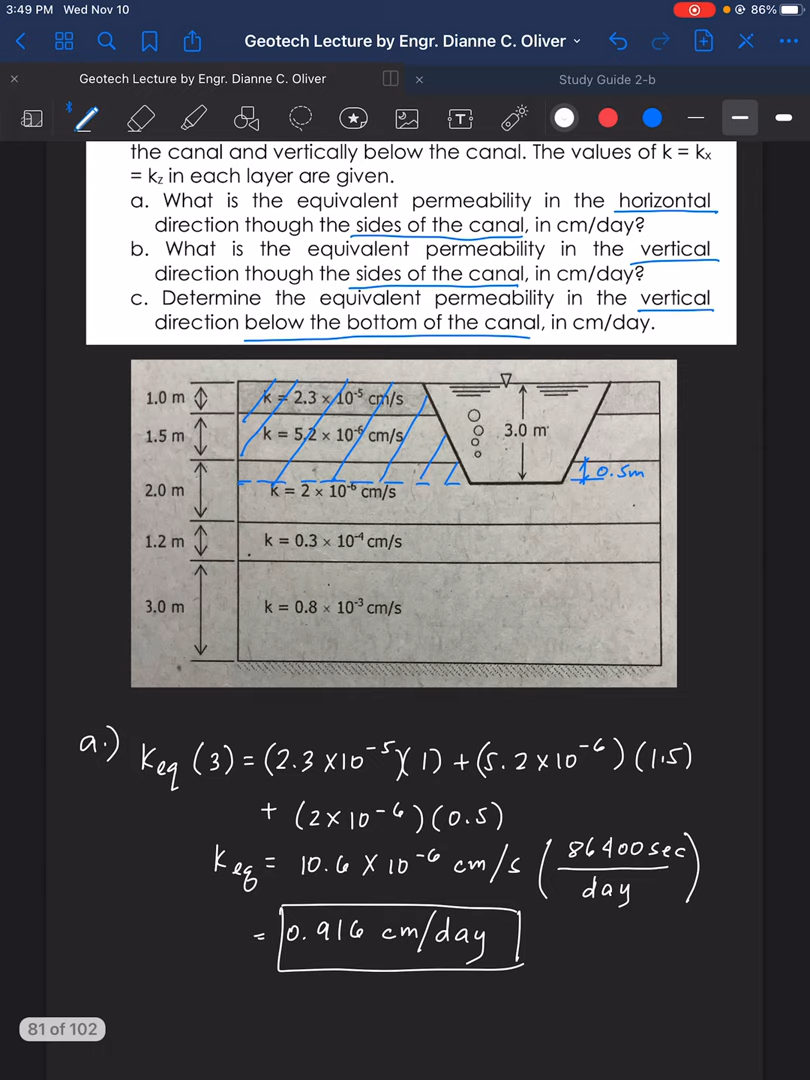 3:49 PM Wed Nov 10
86%
Geotech Lecture by Engr. Dianne C. Oliver
Geotech Lecture by Engr. Dianne C. Oliver
Study Guide 2-b
the canal and vertically below the canal. The values of k = kx
= kz in each layer are given.
a. What is the equivalent permeability in the horizontal
direction though the sides of the canal, in cm/day?
b. What is the equivalent permeability in the vertical
direction though the sides of the canal, in cm/day?
c. Determine the equivalent permeability in the vertical
direction below the bottom of the canal, in cm/day.
1.0 m
k = 2.3 × 10⁻⁵ cm/s
1.5 m
k = 5.2 × 10⁻⁶ cm/s
3.0 m
0.5m
2.0 m
k = 2 × 10⁻⁶ cm/s
1.2 m
k = 0.3 × 10⁻⁴ cm/s
3.0 m
k = 0.8 × 10⁻³ cm/s
a.) Keq (3) = (2.3 x10⁻⁵)(1) + (5.2 x10⁻⁶)(1.5)
+ (2x10⁻⁶)(0.5)
Keq = 10.6 x 10⁻⁶ cm/s (86400 sec / day)
= 0.916 cm/day
81 of 102